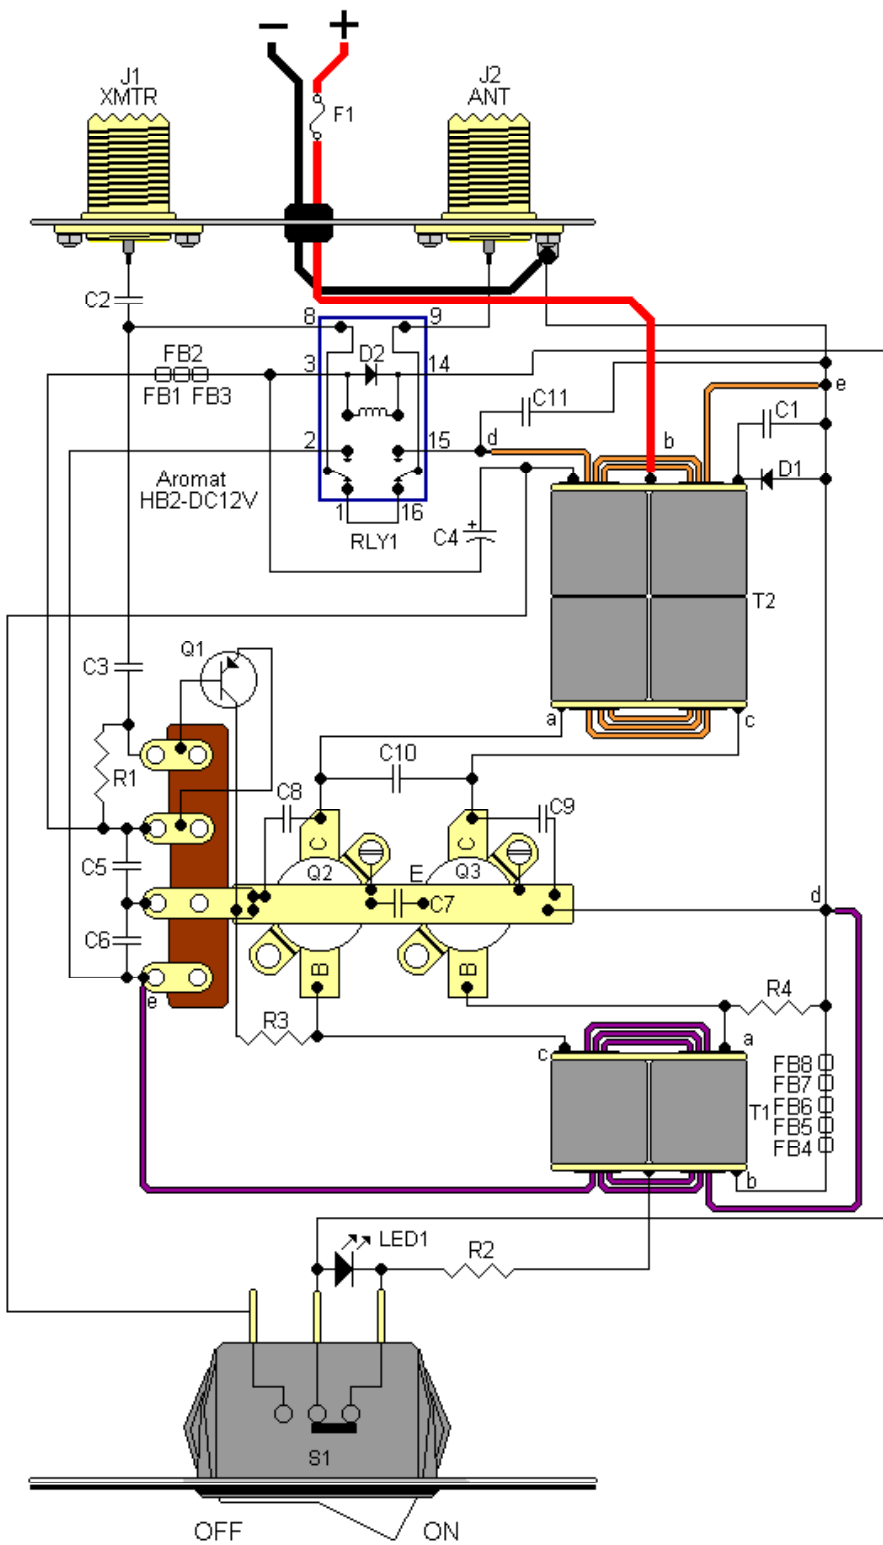 − +
J1
XMTR
J2
ANT
F1
C2
8
9
FB2
3
D2
14
FB1 FB3
C11
e
C1
2
15
d
b
D1
Aromat
HB2-DC12V
1
16
+
C4
RLY1
T2
Q1
C3
a
c
C10
R1
C8
C9
C
C
C5
Q2
E
Q3
C7
d
C6
B
B
e
R4
R3
c
a
FB8
FB7
T1
FB6
FB5
FB4
b
LED1
R2
S1
OFF
ON